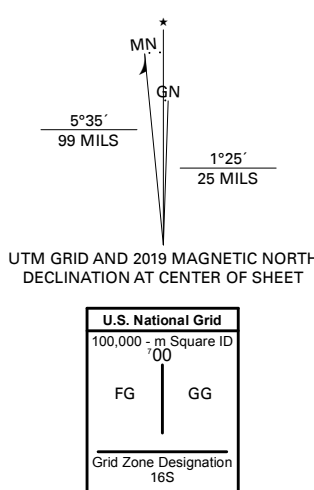 ★
MN
GN
5°35´
99 MILS
1°25´
25 MILS
UTM GRID AND 2019 MAGNETIC NORTH
DECLINATION AT CENTER OF SHEET
U.S. National Grid
100,000 - m Square ID
⁷00
FG GG
Grid Zone Designation
16S